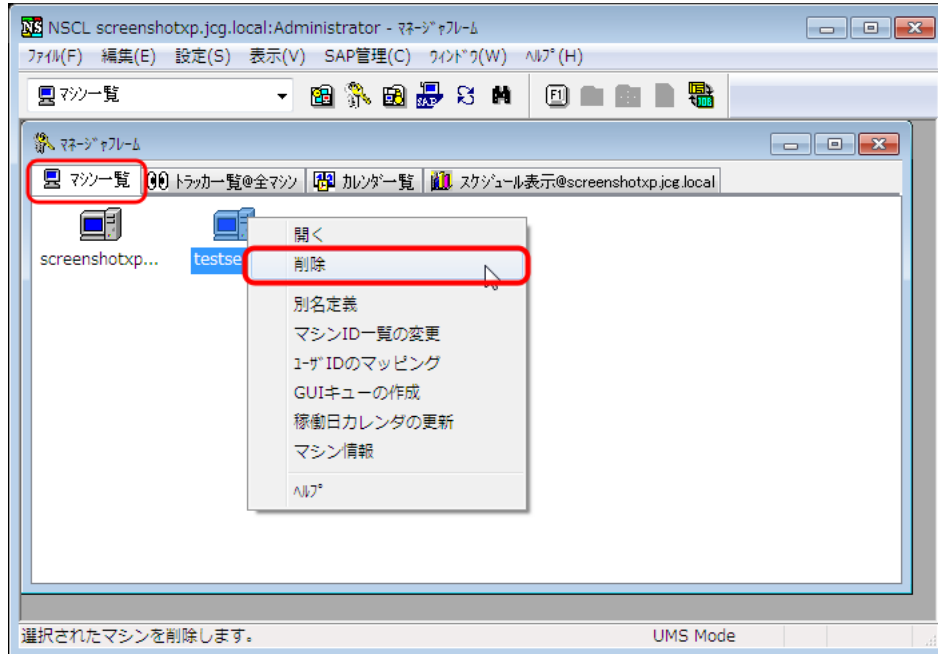 NSCL screenshotxp.jcg.local:Administrator - ﾏﾈｰｼﾞｬﾌﾚｰﾑ
ﾌｧｲﾙ(F) 編集(E) 設定(S) 表示(V) SAP管理(C) ｳｨﾝﾄﾞｳ(W) ﾍﾙﾌﾟ(H)
ﾏｼﾝ一覧
SAP F1 JOB
ﾏﾈｰｼﾞｬﾌﾚｰﾑ
ﾏｼﾝ一覧 ﾄﾗｯｶ一覧@全ﾏｼﾝ ｶﾚﾝﾀﾞ一覧 ｽｹｼﾞｭｰﾙ表示@screenshotxp.jcg.local
screenshotxp... testse
開く
削除
別名定義
マシンID一覧の変更
ﾕｰｻﾞIDのマッピング
GUIキューの作成
稼働日カレンダの更新
マシン情報
ﾍﾙﾌﾟ
選択されたマシンを削除します。 UMS Mode